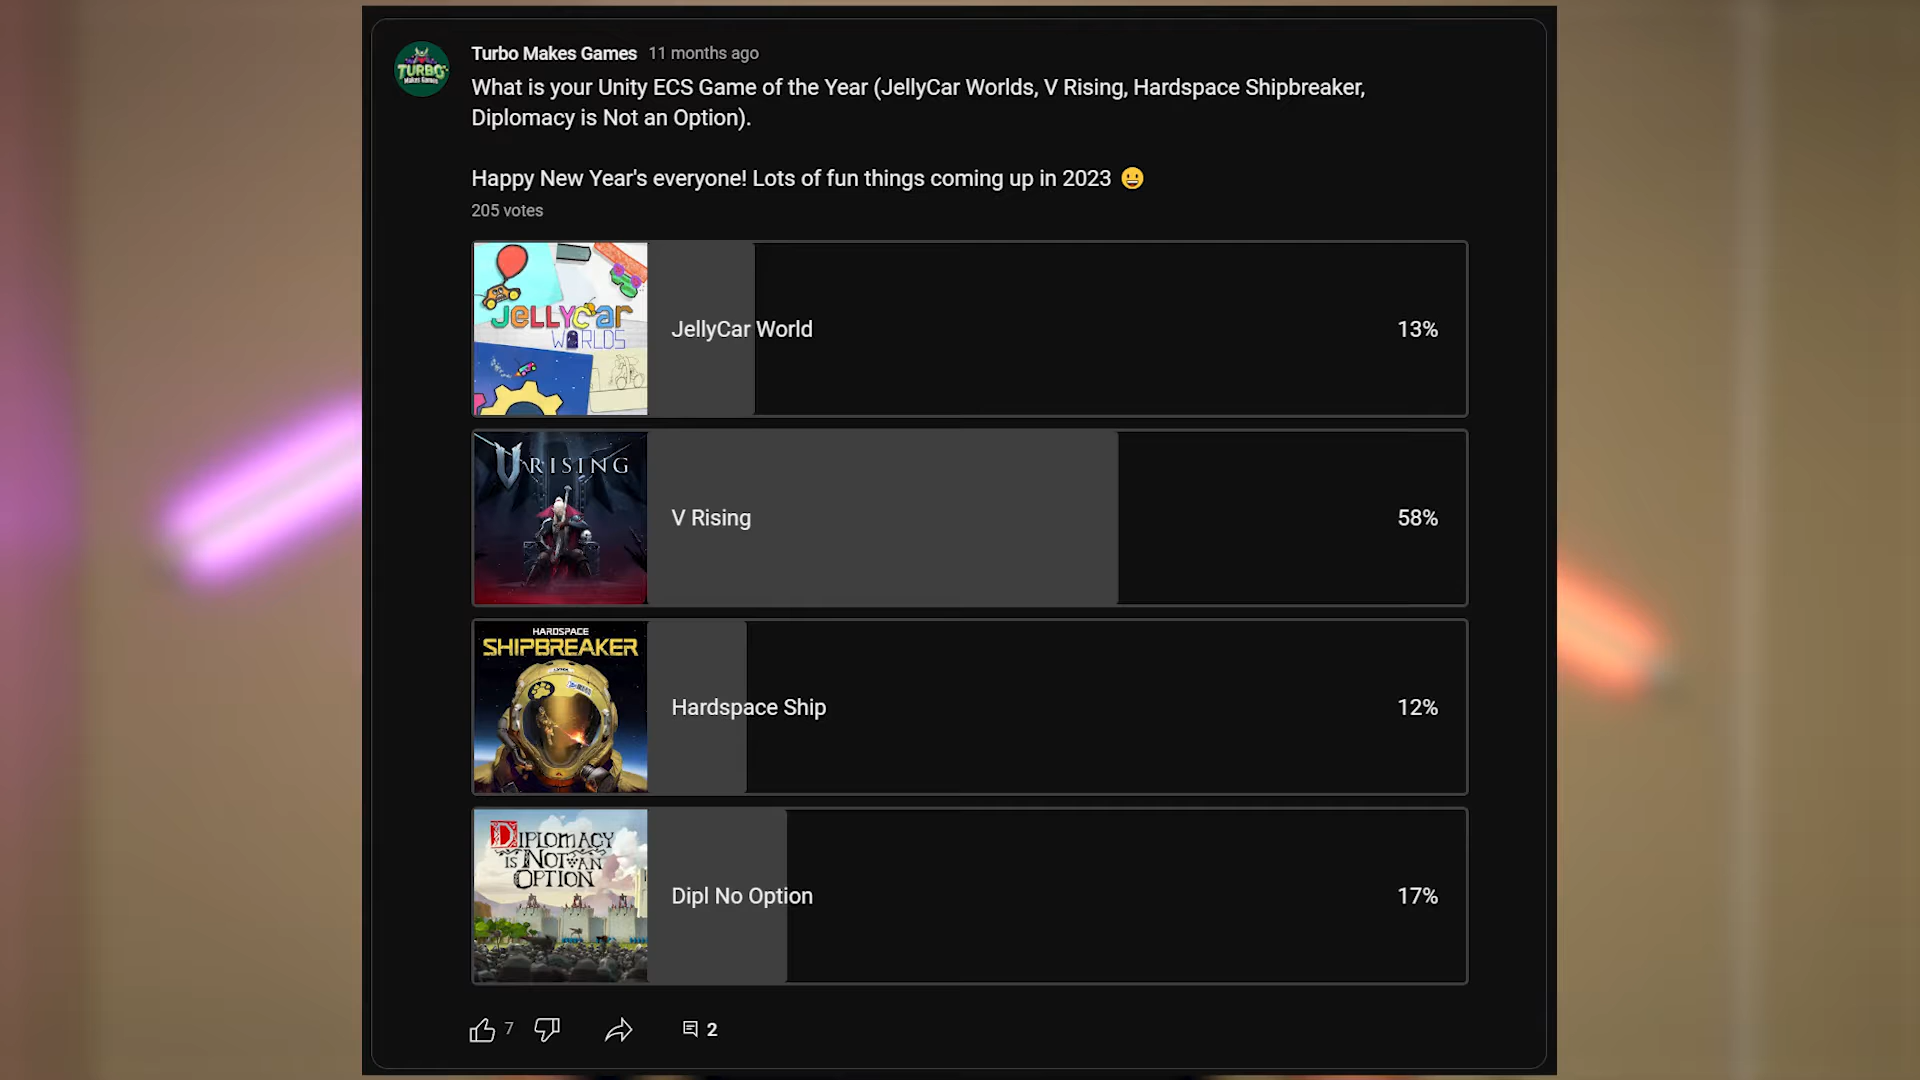 TURBO
Makes Games
Turbo Makes Games 11 months ago
What is your Unity ECS Game of the Year (JellyCar Worlds, V Rising, Hardspace Shipbreaker,
Diplomacy is Not an Option).
Happy New Year's everyone! Lots of fun things coming up in 2023 😀
205 votes
JELLYCar
WORLDS
JellyCar World 13%
V RISING
V Rising 58%
HARDSPACE
SHIPBREAKER
Hardspace Ship 12%
DIPLOMACY
IS NOT AN
OPTION
Dipl No Option 17%
7 2